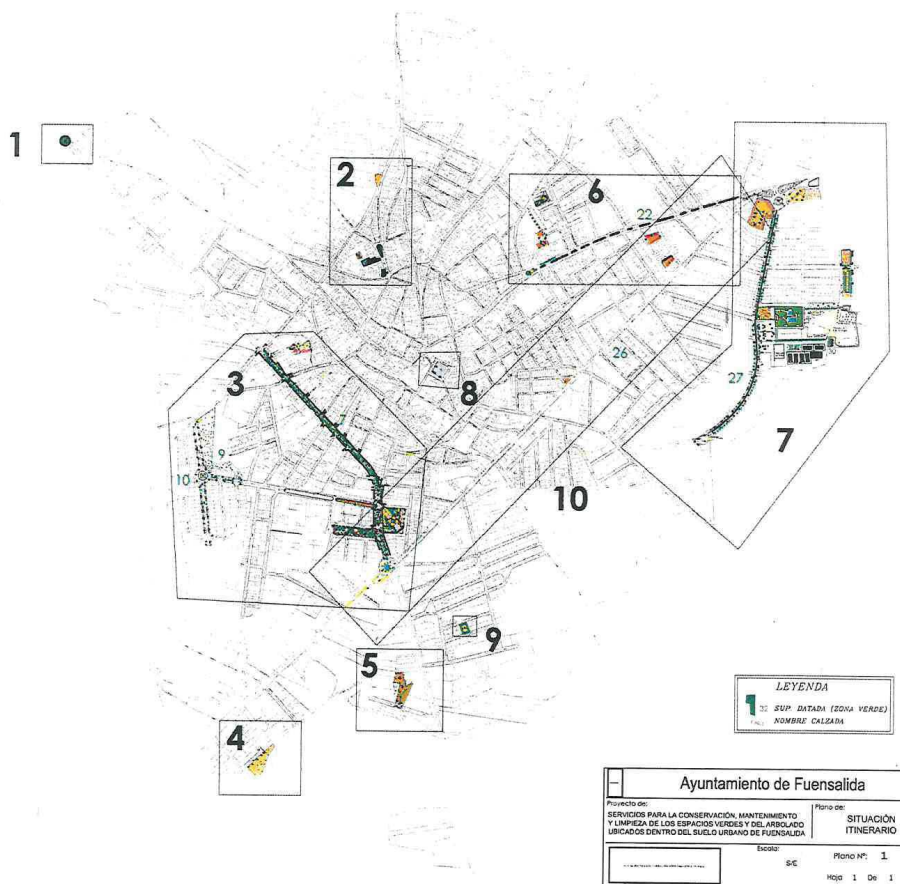 1
2
6
22
3
8
26
27
7
7
9
10
10
9
5
4
LEYENDA
1 32 SUP. DATADA (ZONA VERDE)
NOMBRE CALZADA
Ayuntamiento de Fuensalida
Proyecto de:
SERVICIOS PARA LA CONSERVACIÓN, MANTENIMIENTO
Y LIMPIEZA DE LOS ESPACIOS VERDES Y DEL ARBOLADO
UBICADOS DENTRO DEL SUELO URBANO DE FUENSALIDA
Plano de:
SITUACIÓN
ITINERARIO
Escala:
S/E
Plano Nº: 1
Hoja 1 De 1